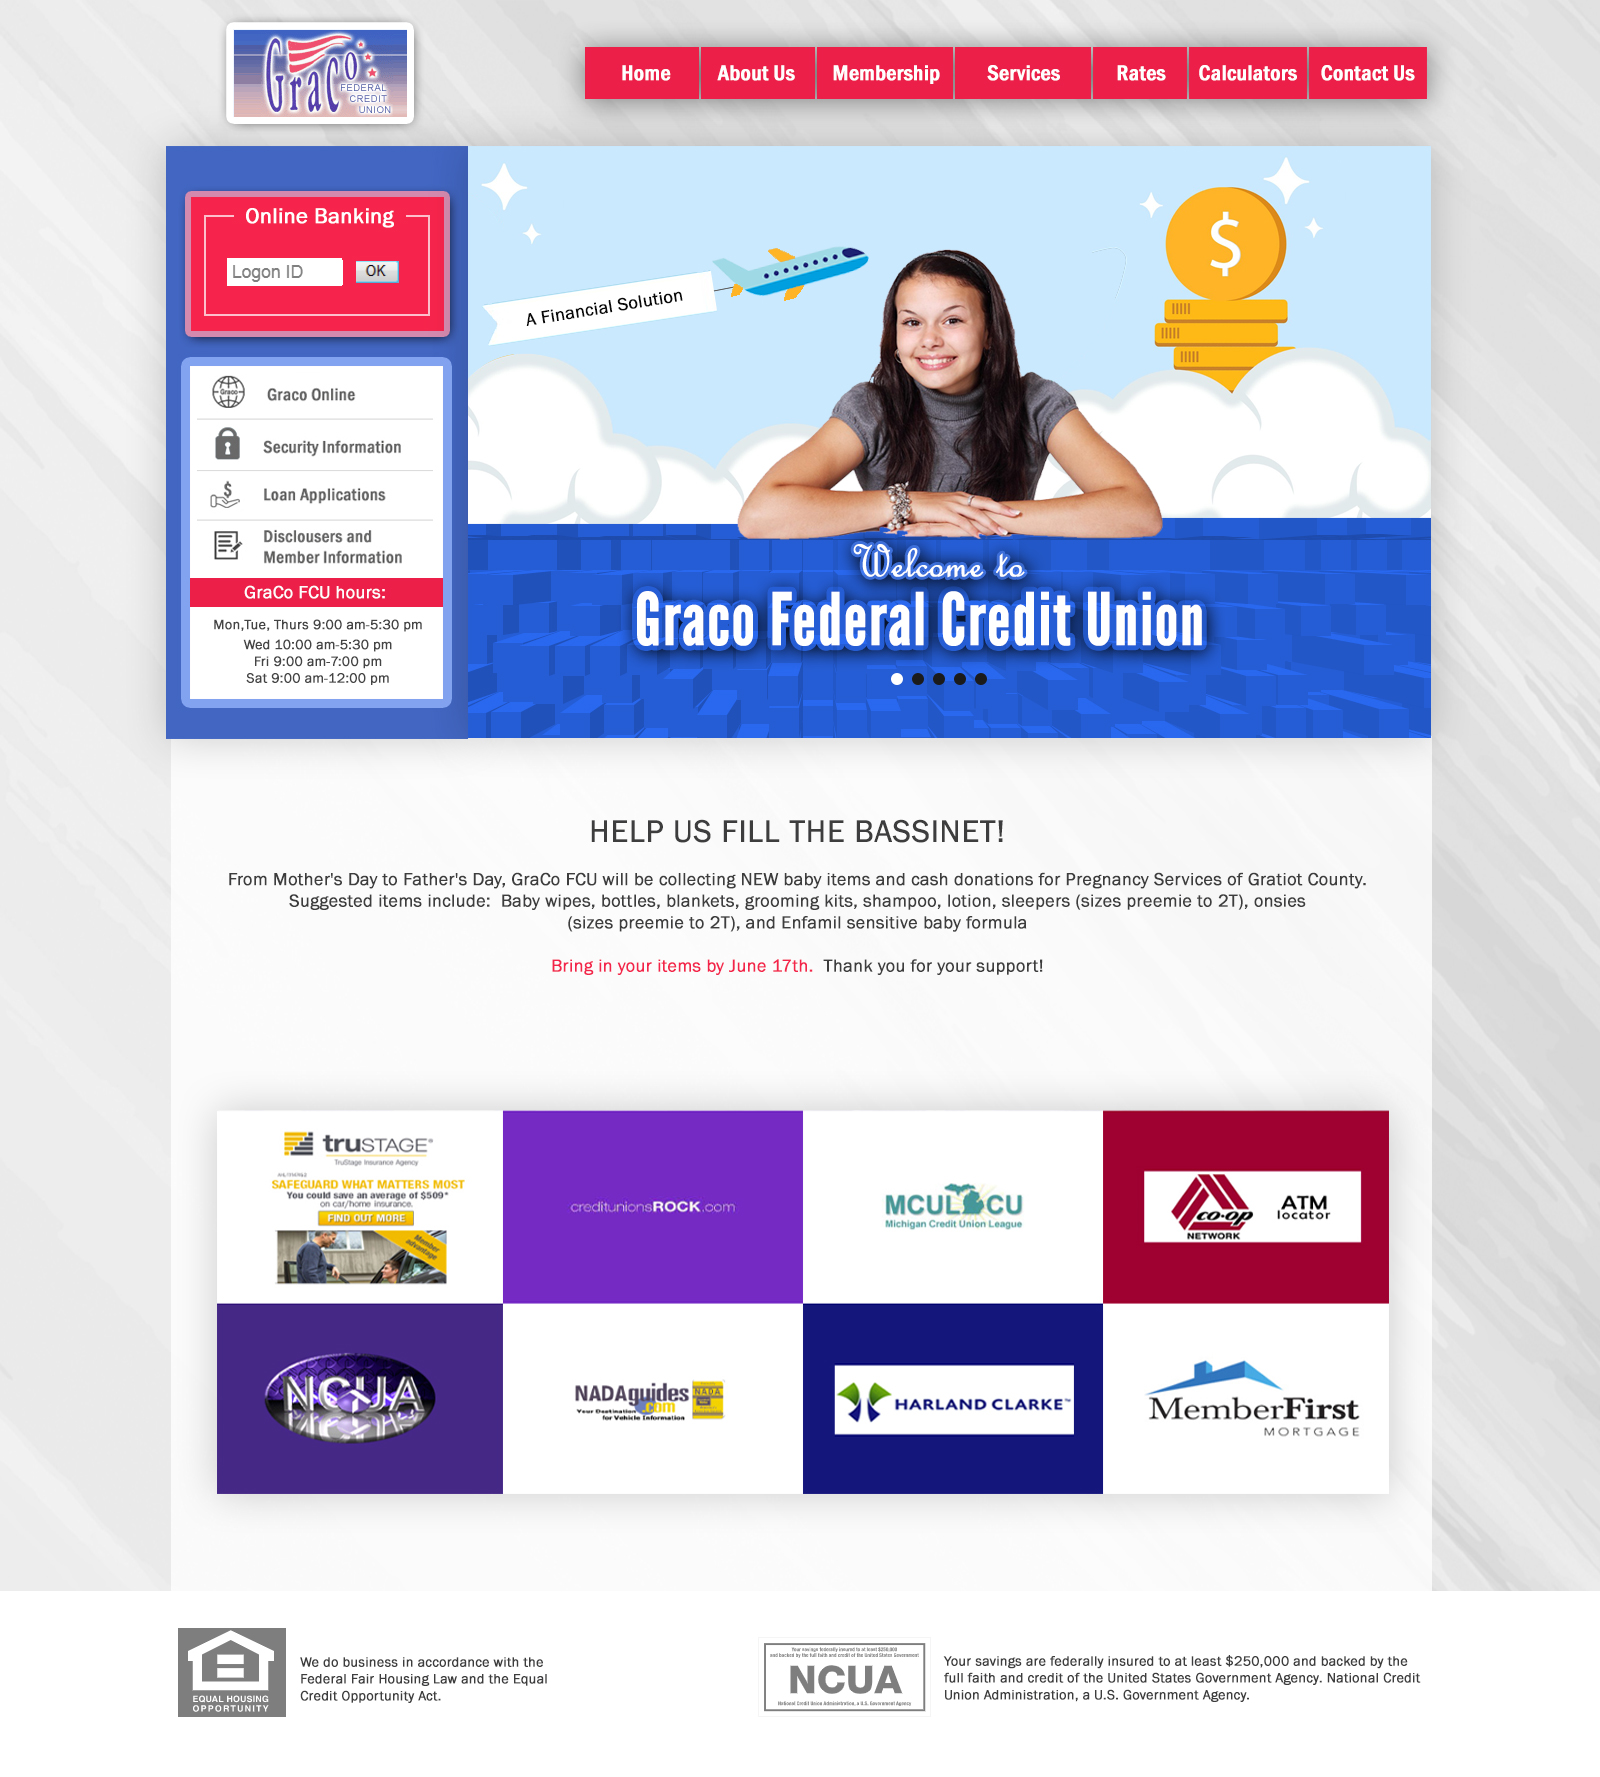 GraCo
FEDERAL
CREDIT
UNION
Home
About Us
Membership
Services
Rates
Calculators
Contact Us
Online Banking
Logon ID
OK
A Financial Solution
$
Graco
Graco Online
Security Information
$
Loan Applications
Disclousers and
Member Information
GraCo FCU hours:
Mon,Tue, Thurs 9:00 am-5:30 pm
Wed 10:00 am-5:30 pm
Fri 9:00 am-7:00 pm
Sat 9:00 am-12:00 pm
Welcome to
Graco Federal Credit Union
HELP US FILL THE BASSINET!
From Mother's Day to Father's Day, GraCo FCU will be collecting NEW baby items and cash donations for Pregnancy Services of Gratiot County.
Suggested items include:  Baby wipes, bottles, blankets, grooming kits, shampoo, lotion, sleepers (sizes preemie to 2T), onsies
(sizes preemie to 2T), and Enfamil sensitive baby formula
Bring in your items by June 17th.  Thank you for your support!
truSTAGE®
TruStage Insurance Agency
SAFEGUARD WHAT MATTERS MOST
You could save an average of $509*
on car/home insurance.
FIND OUT MORE
Member
advantage
creditunionsROCK.com
MCUL CU
Michigan Credit Union League
co-op
NETWORK
ATM
locator
NCUA
NADAguides
.com
Your Destination
for Vehicle Information
NADA
HARLAND CLARKE™
MemberFirst
MORTGAGE
EQUAL HOUSING
OPPORTUNITY
We do business in accordance with the
Federal Fair Housing Law and the Equal
Credit Opportunity Act.
Your savings federally insured to at least $250,000
and backed by the full faith and credit of the United States Government
NCUA
National Credit Union Administration, a U.S. Government Agency
Your savings are federally insured to at least $250,000 and backed by the
full faith and credit of the United States Government Agency. National Credit
Union Administration, a U.S. Government Agency.